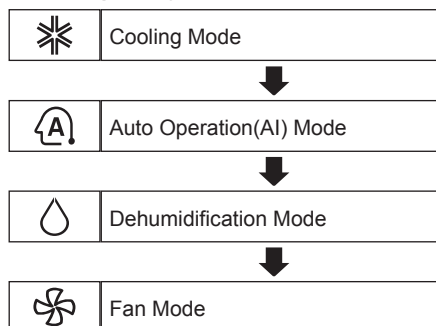 Cooling Mode
A Auto Operation(AI) Mode
Dehumidification Mode
Fan Mode